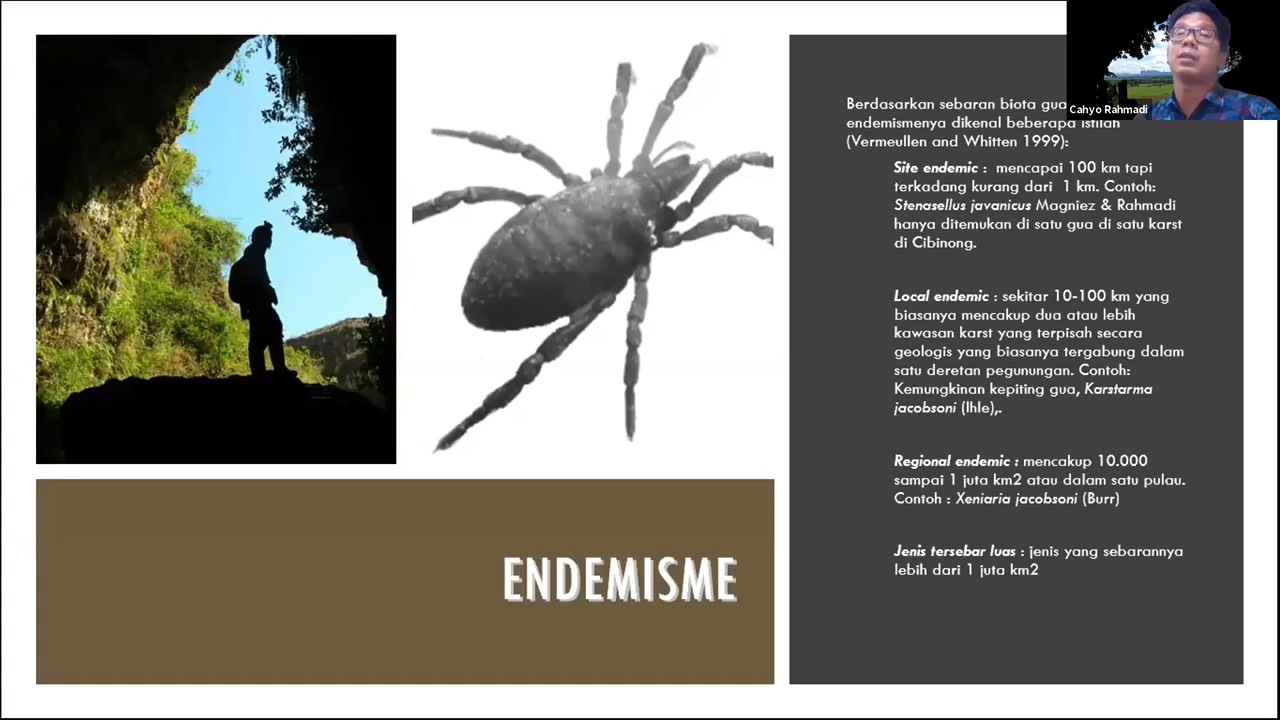 Cahyo Rahmadi
Berdasarkan sebaran biota gua
endemismenya dikenal beberapa istilah
(Vermeullen and Whitten 1999):
Site endemic : mencapai 100 km tapi
terkadang kurang dari 1 km. Contoh:
Stenasellus javanicus Magniez & Rahmadi
hanya ditemukan di satu gua di satu karst
di Cibinong.
Local endemic : sekitar 10-100 km yang
biasanya mencakup dua atau lebih
kawasan karst yang terpisah secara
geologis yang biasanya tergabung dalam
satu deretan pegunungan. Contoh:
Kemungkinan kepiting gua, Karstarma
jacobsoni (Ihle),.
Regional endemic : mencakup 10.000
sampai 1 juta km2 atau dalam satu pulau.
Contoh : Xeniaria jacobsoni (Burr)
Jenis tersebar luas : jenis yang sebarannya
lebih dari 1 juta km2
ENDEMISME